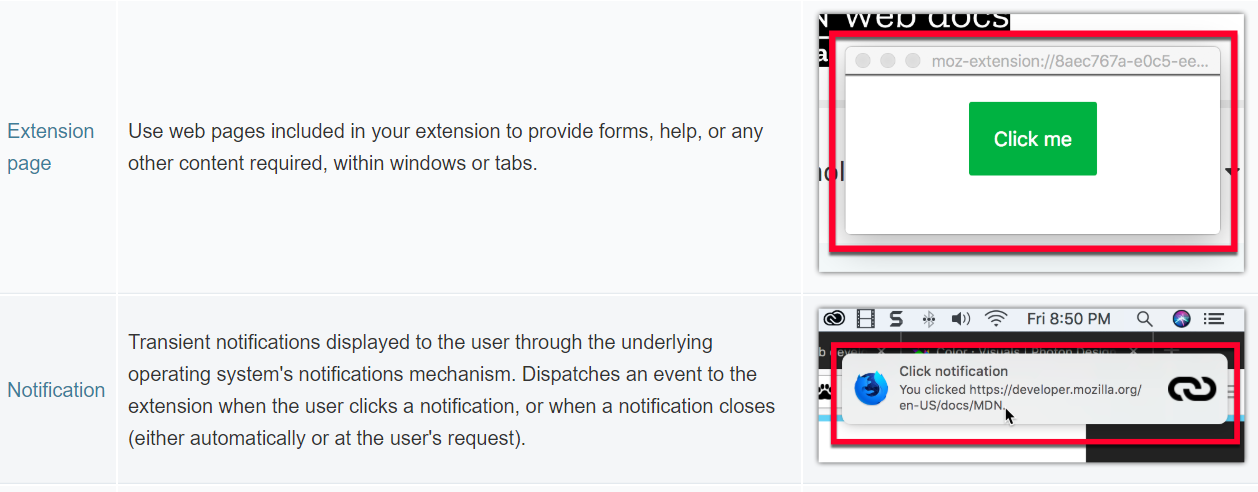 Extension
page
Use web pages included in your extension to provide forms, help, or any
other content required, within windows or tabs.
web docs
moz-extension://8aec767a-e0c5-ee...
Click me
Notification
Transient notifications displayed to the user through the underlying
operating system's notifications mechanism. Dispatches an event to the
extension when the user clicks a notification, or when a notification closes
(either automatically or at the user's request).
Fri 8:50 PM
Color · Visuals | Photon Design
Click notification
You clicked https://developer.mozilla.org/
en-US/docs/MDN.